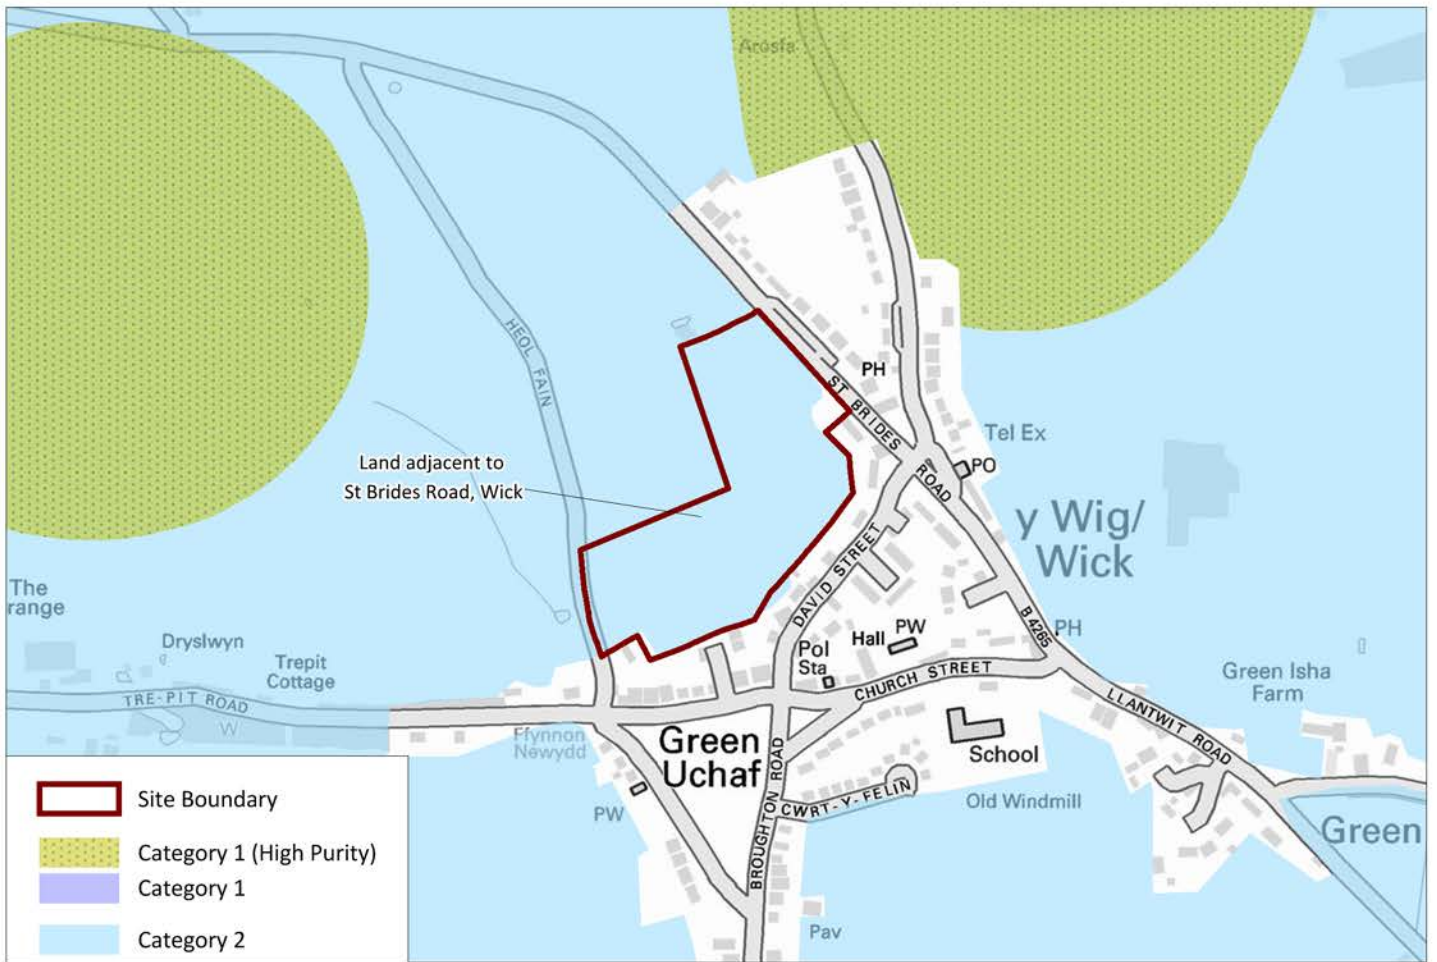 Arosfa
HEOL FAIN
PH
ST BRIDES ROAD
Tel Ex
PO
Land adjacent to
St Brides Road, Wick
y Wig/
Wick
DAVID STREET
The
range
Dryslwyn
Trepit
Cottage
TRE-PIT ROAD
W
Hall
PW
Pol
Sta
CHURCH STREET
B 4265
PH
LLANTWIT ROAD
Green Isha
Farm
Ffynnon
Newydd
Green
Uchaf
School
BROUGHTON ROAD
CWRT-Y-FELIN
Old Windmill
PW
Green
Pav
Site Boundary
Category 1 (High Purity)
Category 1
Category 2